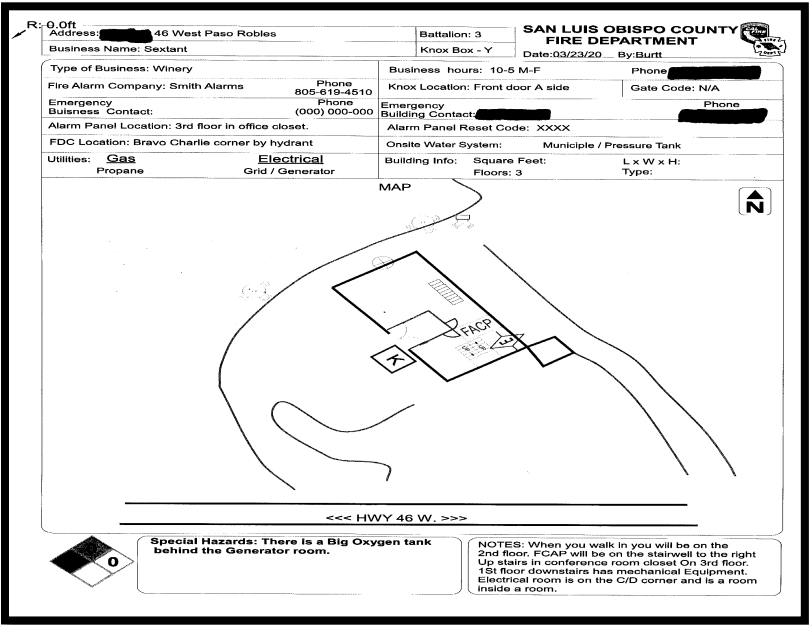 R: 0.0ft
Address: 46 West Paso Robles
Battalion: 3
Business Name: Sextant
Knox Box - Y
SAN LUIS OBISPO COUNTY
FIRE DEPARTMENT
Date:03/23/20 By:Burtt
Type of Business: Winery
Business hours: 10-5 M-F
Phone
Fire Alarm Company: Smith Alarms
Phone
805-619-4510
Knox Location: Front door A side
Gate Code: N/A
Emergency
Buisness Contact:
Phone
(000) 000-000
Emergency
Building Contact:
Phone
Alarm Panel Location: 3rd floor in office closet.
Alarm Panel Reset Code: XXXX
FDC Location: Bravo Charlie corner by hydrant
Onsite Water System: Municiple / Pressure Tank
Utilities: Gas Electrical
Propane Grid / Generator
Building Info: Square Feet: L x W x H:
Floors: 3 Type:
MAP
N
FACP
3
K
<<< HWY 46 W. >>>
0
Special Hazards: There is a Big Oxygen tank
behind the Generator room.
NOTES: When you walk in you will be on the
2nd floor. FCAP will be on the stairwell to the right
Up stairs in conference room closet On 3rd floor.
1St floor downstairs has mechanical Equipment.
Electrical room is on the C/D corner and is a room
inside a room.